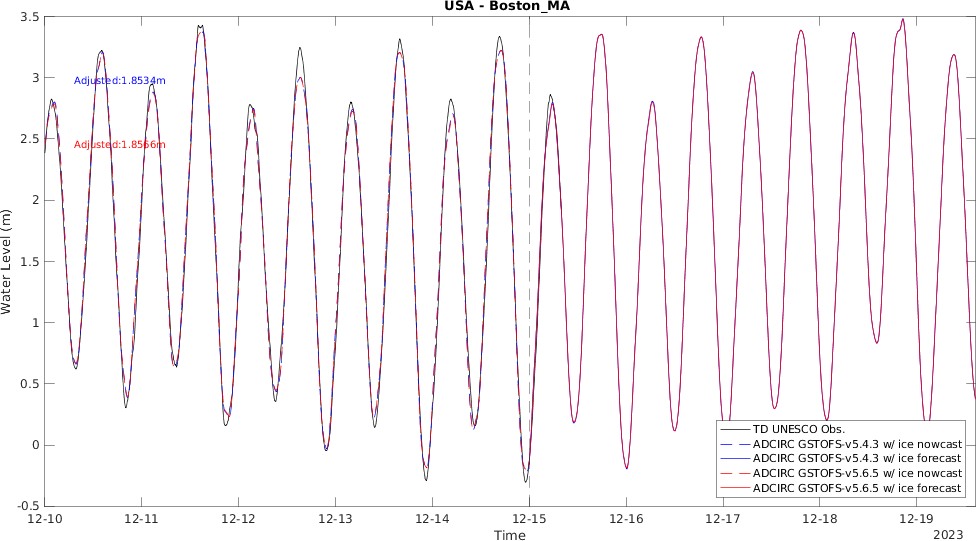 USA - Boston_MA
3.5
3
2.5
2
1.5
1
0.5
0
-0.5
Water Level (m)
Adjusted:1.8534m
Adjusted:1.8566m
TD UNESCO Obs.
ADCIRC GSTOFS-v5.4.3 w/ ice nowcast
ADCIRC GSTOFS-v5.4.3 w/ ice forecast
ADCIRC GSTOFS-v5.6.5 w/ ice nowcast
ADCIRC GSTOFS-v5.6.5 w/ ice forecast
12-10 12-11 12-12 12-13 12-14 12-15 12-16 12-17 12-18 12-19
Time
2023